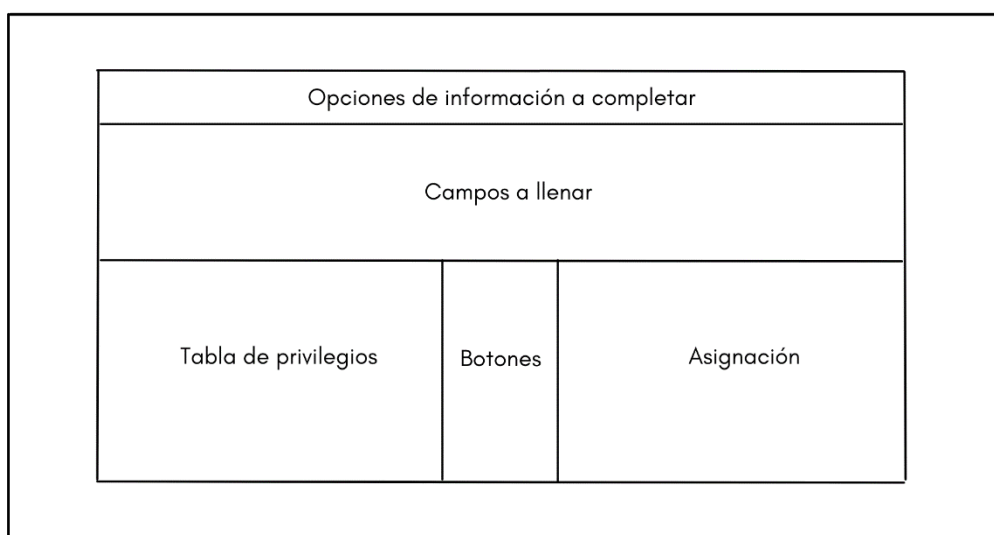 Opciones de información a completar
Campos a llenar
Tabla de privilegios
Botones
Asignación